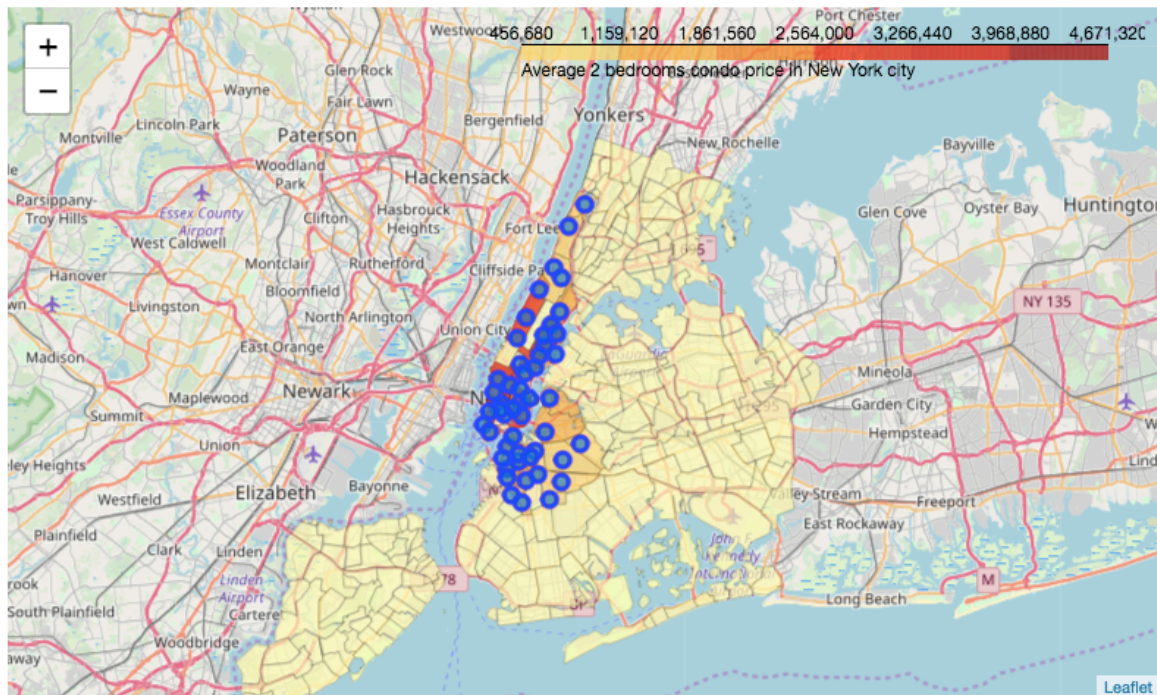 +
−
456,680 1,159,120 1,861,560 2,564,000 3,266,440 3,968,880 4,671,320
Average 2 bedrooms condo price in New York city
Port Chester
Glen Rock
Wayne
Fair Lawn
Bergenfield
Yonkers
Montville
Lincoln Park
Paterson
New Rochelle
Bayville
Woodland
Park
Hackensack
Parsippany-
Troy Hills
Essex County
Airport
Clifton
Hasbrouck
Heights
Fort Lee
Glen Cove
Oyster Bay
Huntington
West Caldwell
Hanover
Montclair
Rutherford
Cliffside Pa
Bloomfield
Livingston
North Arlington
Union City
NY 135
Madison
East Orange
Mineola
Summit
Maplewood
Newark
Garden City
Union
Hempstead
ley Heights
Westfield
Elizabeth
Bayonne
Valley Stream
Freeport
Plainfield
East Rockaway
Clark
Linden
Linden
Airport
78
M
South Plainfield
Carteret
Long Beach
Woodbridge
away
Leaflet